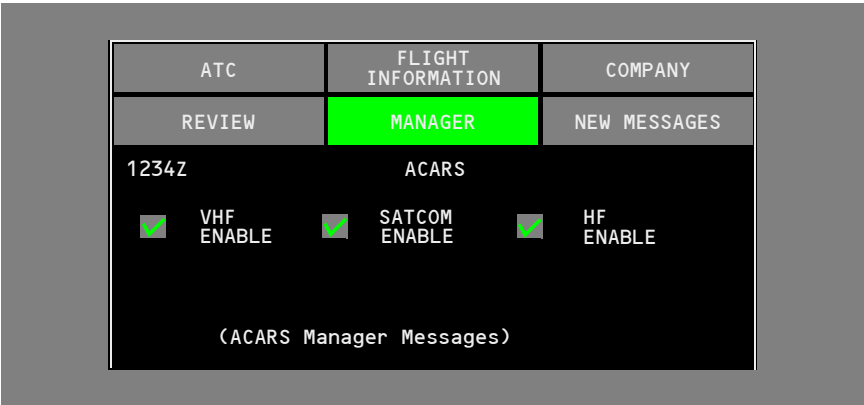 ATC
FLIGHT
INFORMATION
COMPANY
REVIEW
MANAGER
NEW MESSAGES
1234Z
ACARS
VHF
ENABLE
SATCOM
ENABLE
HF
ENABLE
(ACARS Manager Messages)